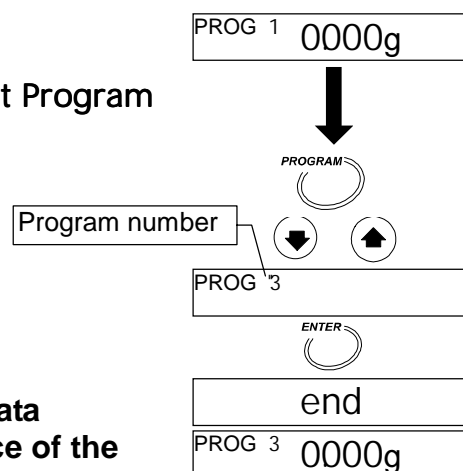 PROG 1 0000g
t Program
PROGRAM
Program number
PROG 3
ENTER
end
ata
ce of the
PROG 3 0000g